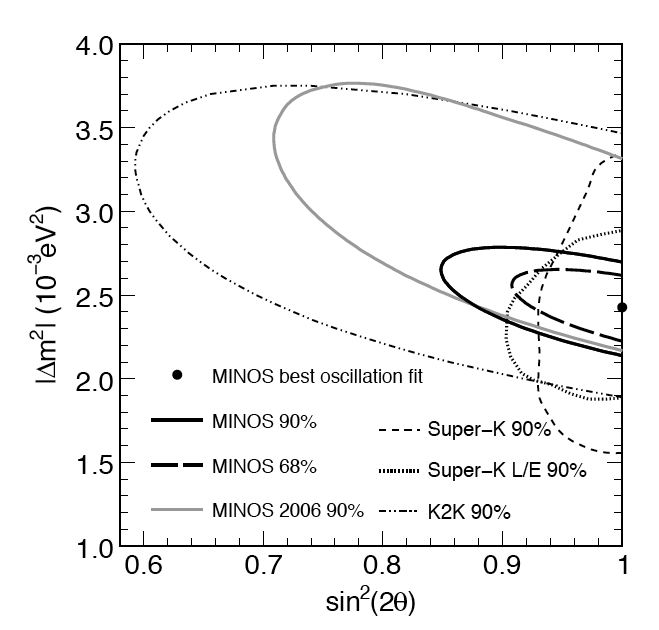 4.0
3.5
3.0
2.5
2.0
1.5
1.0
|Δm²| (10⁻³eV²)
MINOS best oscillation fit
MINOS 90%
MINOS 68%
MINOS 2006 90%
Super–K 90%
Super–K L/E 90%
K2K 90%
0.6 0.7 0.8 0.9 1
sin²(2θ)